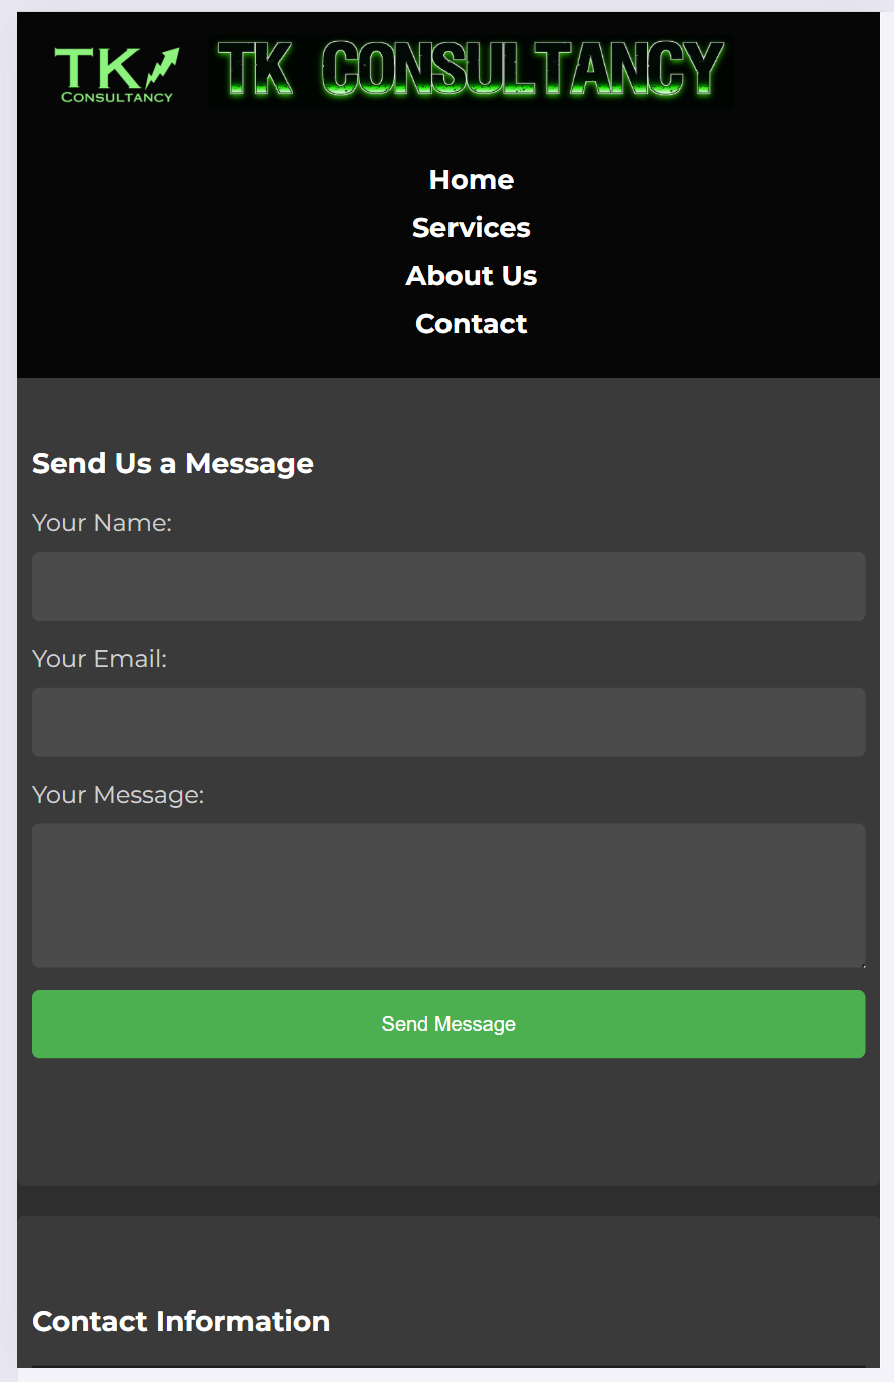 TK
CONSULTANCY
TK CONSULTANCY
Home
Services
About Us
Contact
Send Us a Message
Your Name:
Your Email:
Your Message:
Send Message
Contact Information